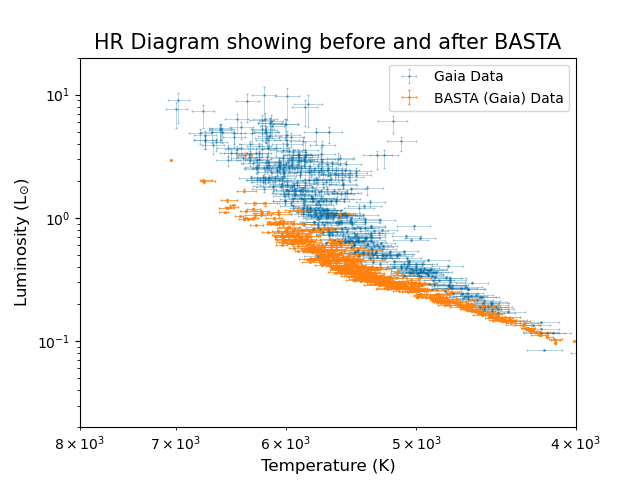 HR Diagram showing before and after BASTA
Gaia Data
BASTA (Gaia) Data
Luminosity (L⊙)
10¹
10⁰
10⁻¹
8 × 10³
7 × 10³
6 × 10³
5 × 10³
4 × 10³
Temperature (K)